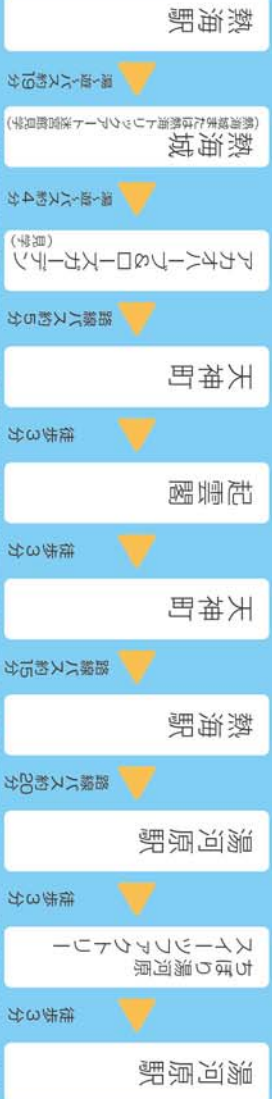 熱海駅
湯〜遊〜バス約19分
熱海城
(熱海城または熱海トリックアート迷宮館見学)
湯〜遊〜バス約4分
アカオハーブ&ローズガーデン
(見学)
路線バス約5分
天神町
徒歩3分
起雲閣
徒歩3分
天神町
路線バス約15分
熱海駅
路線バス約20分
湯河原駅
徒歩3分
ちぼり湯河原
スイーツファクトリー
徒歩3分
湯河原駅